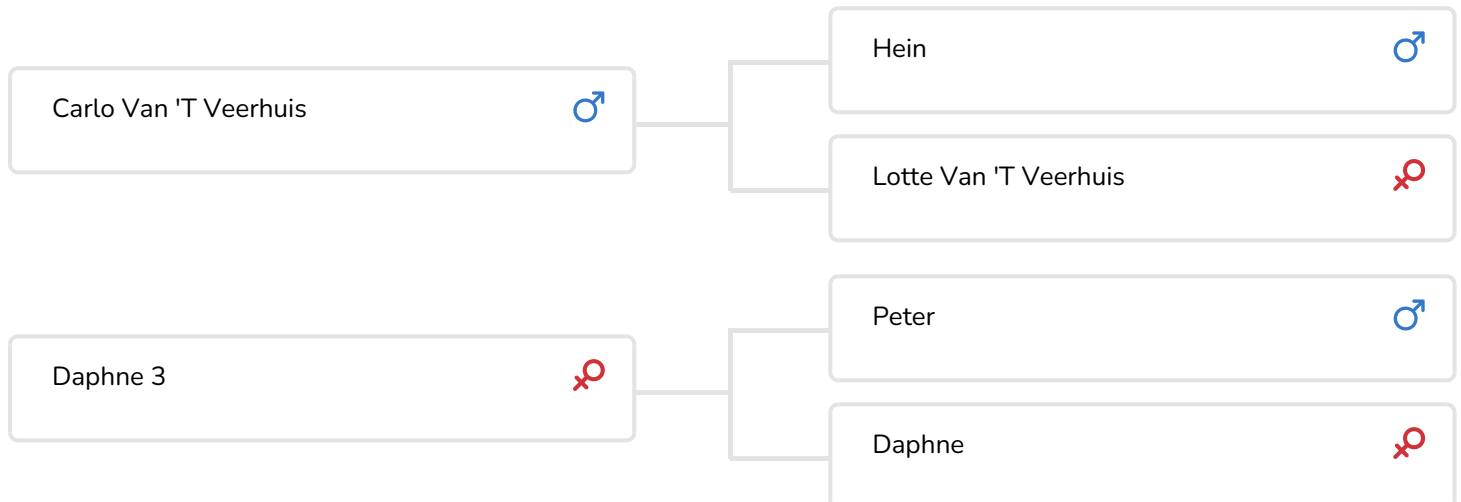 Hein
Carlo Van 'T Veerhuis
Lotte Van 'T Veerhuis
Peter
Daphne 3
Daphne